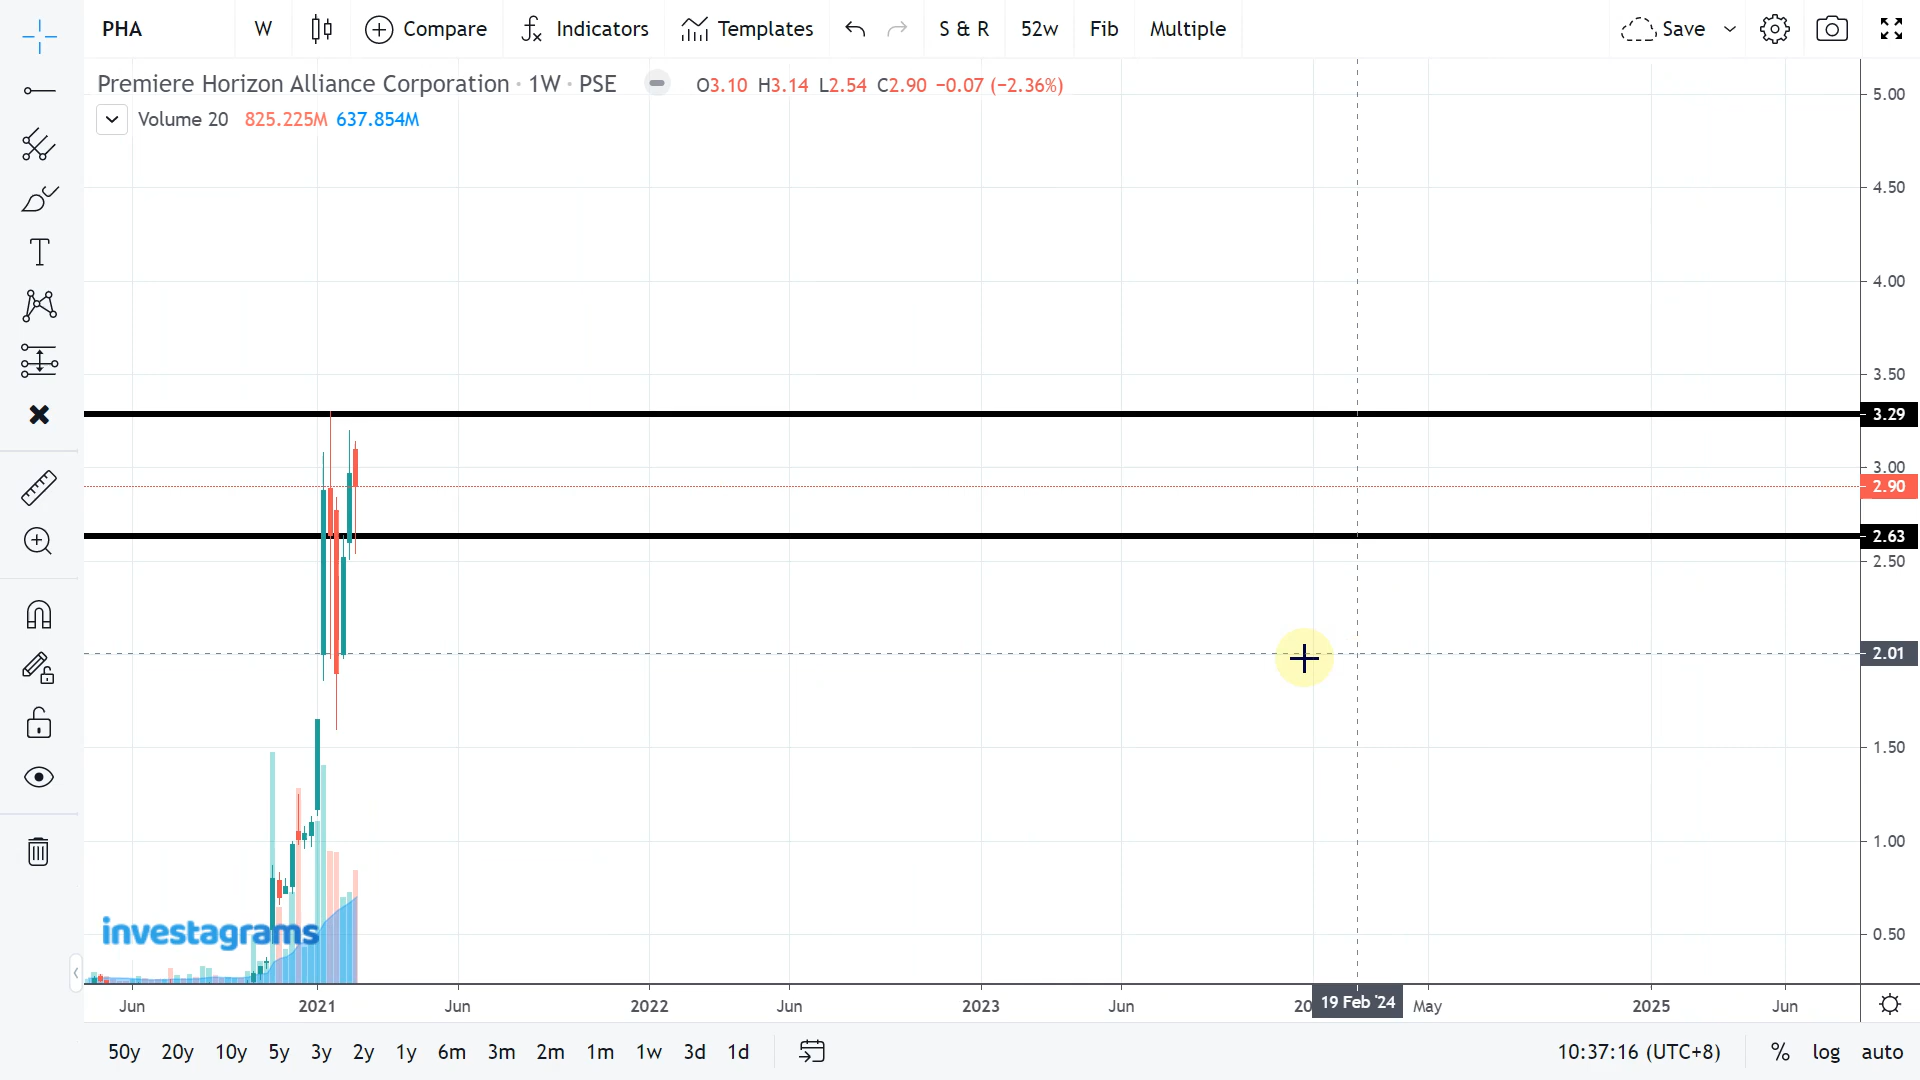 PHA W Compare Indicators Templates S & R 52w Fib Multiple Save
Premiere Horizon Alliance Corporation · 1W · PSE O3.10 H3.14 L2.54 C2.90 −0.07 (−2.36%)
Volume 20 825.225M 637.854M
5.00
4.50
4.00
3.50
3.29
3.00
2.90
2.63
2.50
2.01
1.50
1.00
0.50
investagrams
Jun 2021 Jun 2022 Jun 2023 Jun 20 19 Feb '24 May 2025 Jun
50y 20y 10y 5y 3y 2y 1y 6m 3m 2m 1m 1w 3d 1d 10:37:16 (UTC+8) % log auto